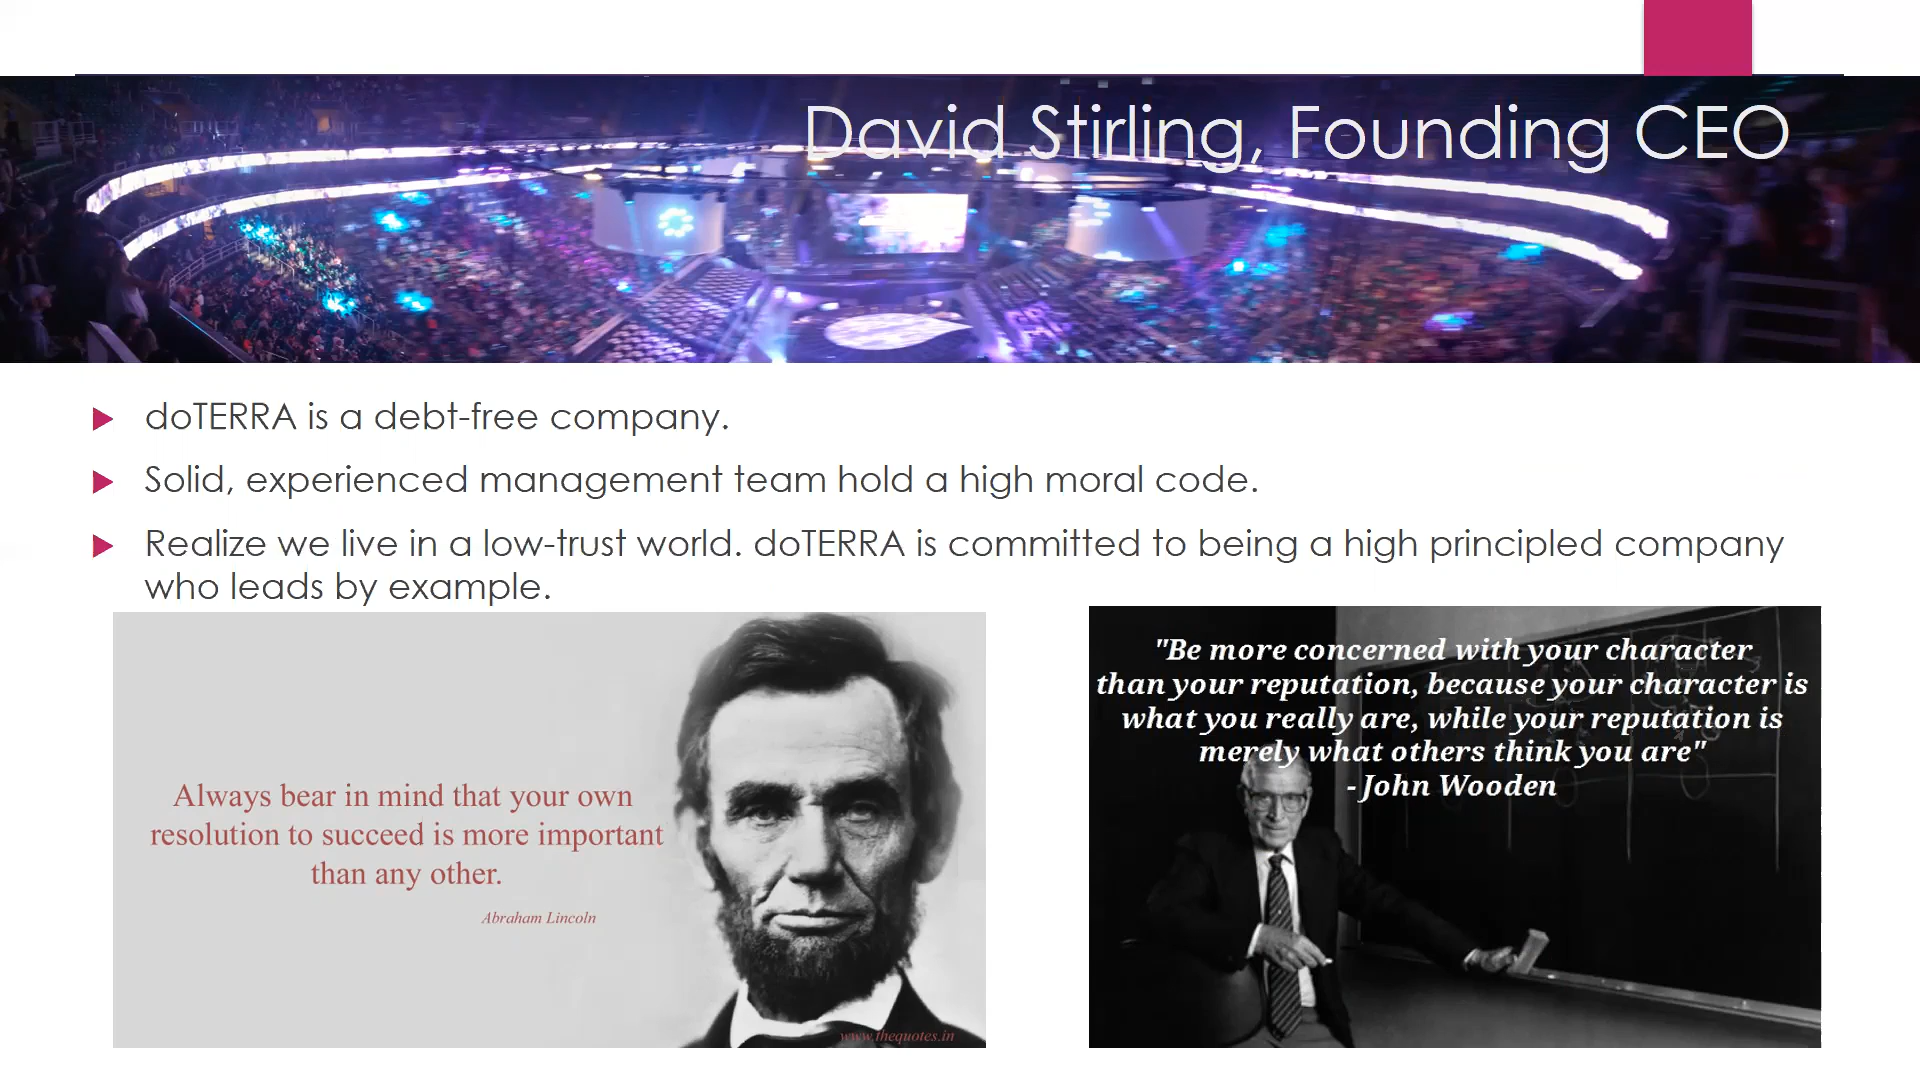 David Stirling, Founding CEO
doTERRA is a debt-free company.
Solid, experienced management team hold a high moral code.
Realize we live in a low-trust world. doTERRA is committed to being a high principled company
who leads by example.
Always bear in mind that your own
resolution to succeed is more important
than any other.
Abraham Lincoln
www.thequotes.in
"Be more concerned with your character
than your reputation, because your character is
what you really are, while your reputation is
merely what others think you are"
-John Wooden